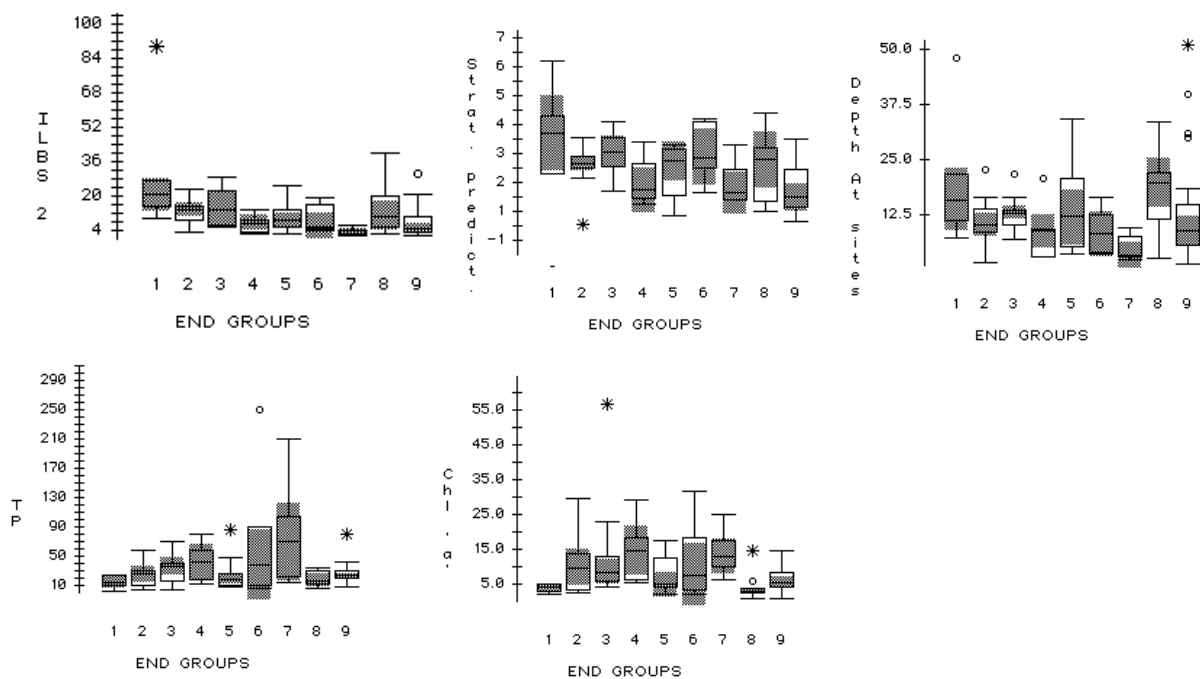 ILBS 2
100
84
68
52
36
20
4
1 2 3 4 5 6 7 8 9
END GROUPS
Strat. Predict.
7
6
5
4
3
2
1
-1
-
1 2 3 4 5 6 7 8 9
END GROUPS
Depth At sites
50.0
37.5
25.0
12.5
1 2 3 4 5 6 7 8 9
END GROUPS
TP
290
250
210
170
130
90
50
10
1 2 3 4 5 6 7 8 9
END GROUPS
Chl.a.
55.0
45.0
35.0
25.0
15.0
5.0
1 2 3 4 5 6 7 8 9
END GROUPS